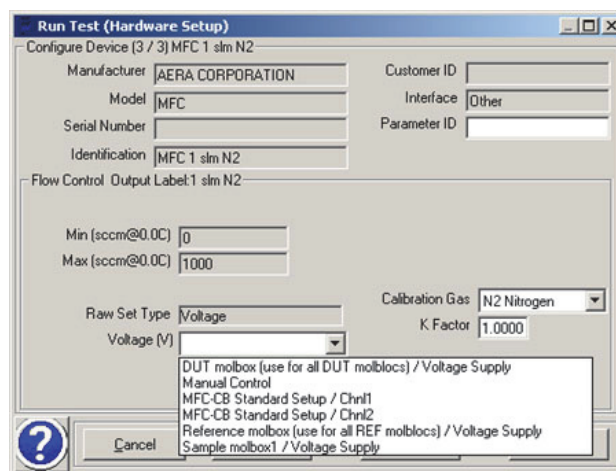 Run Test (Hardware Setup)
Configure Device (3 / 3) MFC 1 slm N2
Manufacturer AERA CORPORATION
Customer ID
Model MFC
Interface Other
Serial Number
Parameter ID
Identification MFC 1 slm N2
Flow Control Output Label:1 slm N2
Min (sccm@0.0C) 0
Max (sccm@0.0C) 1000
Calibration Gas N2 Nitrogen
Raw Set Type Voltage
K Factor 1.0000
Voltage (V)
DUT molbox (use for all DUT molblocs) / Voltage Supply
Manual Control
MFC-CB Standard Setup / Chnl1
MFC-CB Standard Setup / Chnl2
Reference molbox (use for all REF molblocs) / Voltage Supply
Sample molbox1 / Voltage Supply
? Cancel